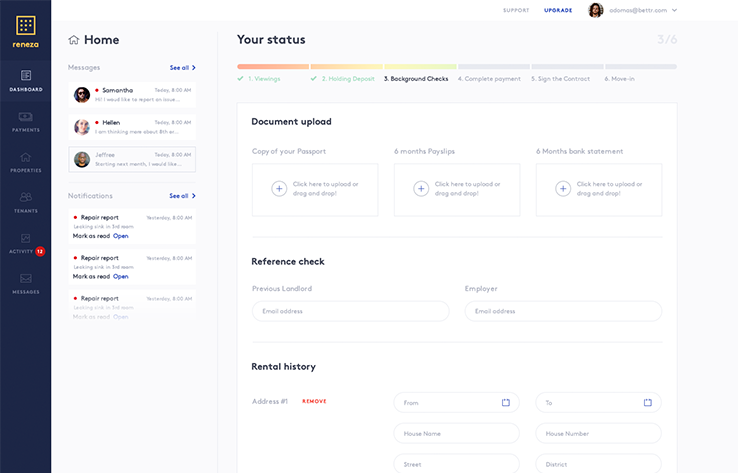 reneza
DASHBOARD
PAYMENTS
PROPERTIES
TENANTS
ACTIVITY 12
MESSAGES
SUPPORT UPGRADE adamos@bettr.com
Home
Messages See all
Samantha Today, 8:00 AM
Hi! I would like to report an issue...
Hellen Today, 8:00 AM
I am thinking more about 8th ar...
Jeffree Today, 8:00 AM
Starting next month, I would like...
Notifications See all
Repair report Yesterday, 8:00 AM
Leaking sink in 3rd room
Mark as read Open
Repair report Yesterday, 8:00 AM
Leaking sink in 3rd room
Mark as read Open
Repair report Yesterday, 8:00 AM
Leaking sink in 3rd room
Mark as read Open
Your status 3/6
1. Viewings 2. Holding Deposit 3. Background Checks 4. Complete payment 5. Sign the Contract 6. Move-in
Document upload
Copy of your Passport 6 months Payslips 6 Months bank statement
Click here to upload or Click here to upload or Click here to upload or
drag and drop! drag and drop! drag and drop!
Reference check
Previous Landlord Employer
Email address Email address
Rental history
Address #1 REMOVE From To
House Name House Number
Street District